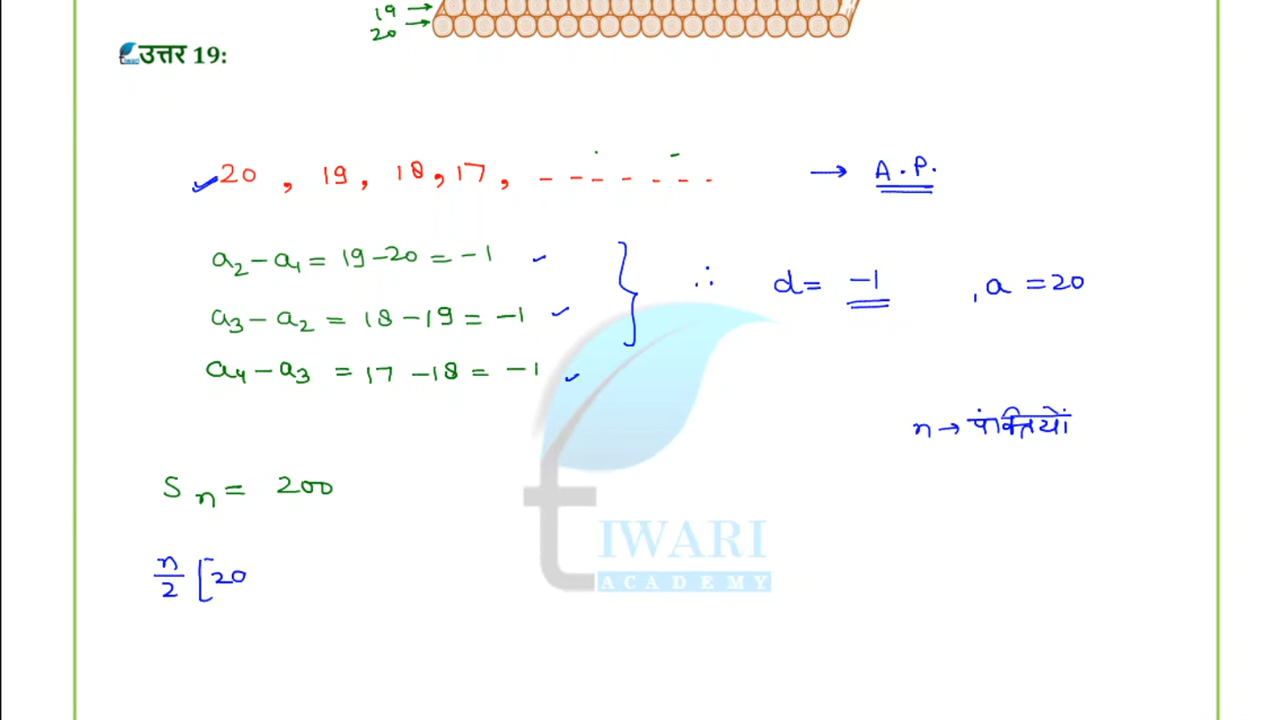 19 →
20 →
उत्तर 19:
20 , 19 , 18 , 17 , - - - - - - - → A.P.
a2 - a1 = 19 - 20 = -1
∴ d = -1 , a = 20
a3 - a2 = 18 - 19 = -1
a4 - a3 = 17 - 18 = -1
n → पंक्तियों
Sn = 200
n/2 [20
TIWARI
ACADEMY